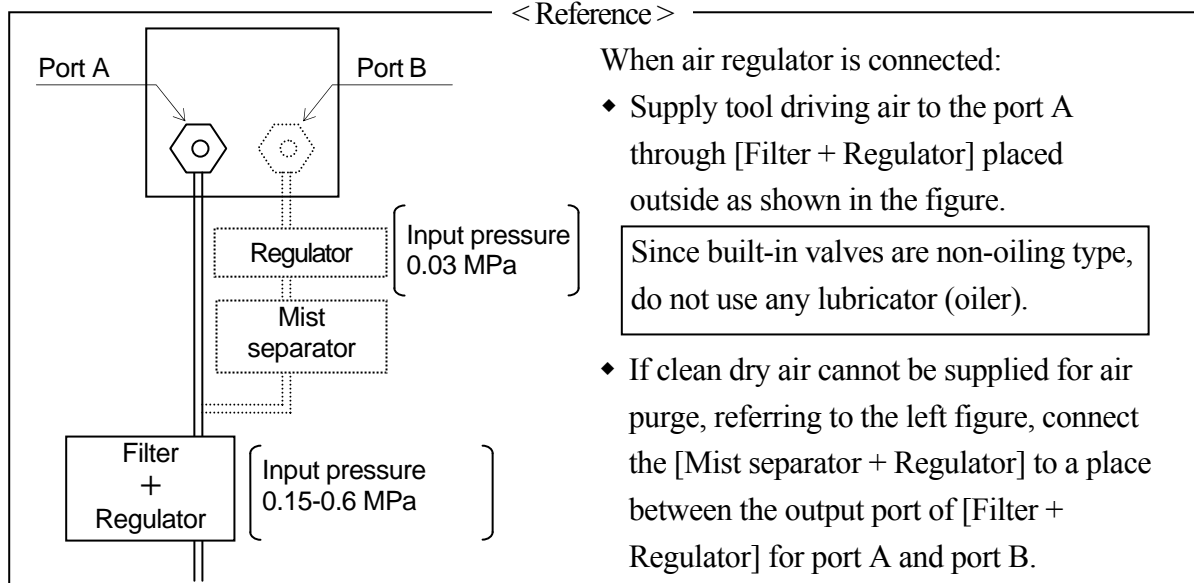 < Reference >
Port A
Port B
Regulator
Input pressure
0.03 MPa
Mist
separator
Filter
+
Regulator
Input pressure
0.15-0.6 MPa
When air regulator is connected:
◆ Supply tool driving air to the port A
through [Filter + Regulator] placed
outside as shown in the figure.
Since built-in valves are non-oiling type,
do not use any lubricator (oiler).
◆ If clean dry air cannot be supplied for air
purge, referring to the left figure, connect
the [Mist separator + Regulator] to a place
between the output port of [Filter +
Regulator] for port A and port B.